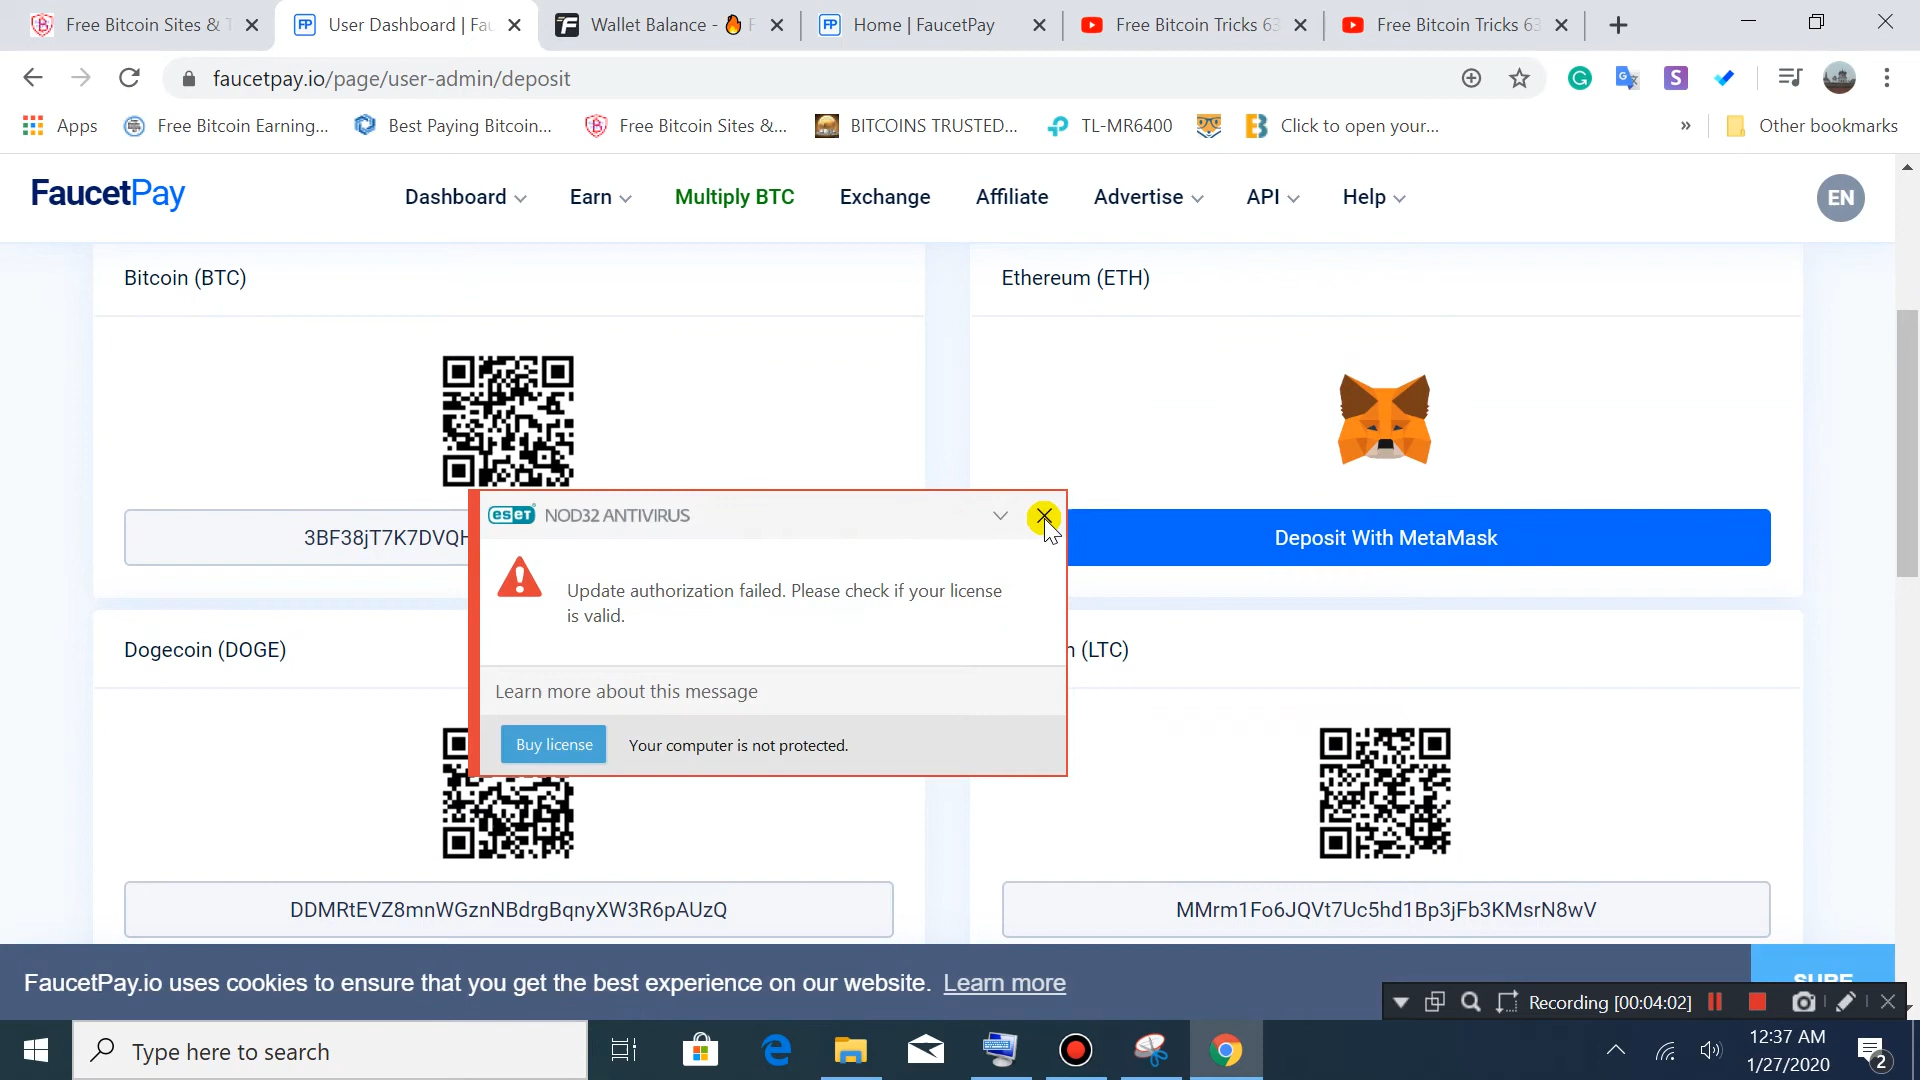 Free Bitcoin Sites & T
User Dashboard | Fau
Wallet Balance - 🔥 F
Home | FaucetPay
Free Bitcoin Tricks 63
Free Bitcoin Tricks 63
faucetpay.io/page/user-admin/deposit
Apps
Free Bitcoin Earning...
Best Paying Bitcoin...
Free Bitcoin Sites &...
BITCOINS TRUSTED...
TL-MR6400
Click to open your...
»
Other bookmarks
FaucetPay
Dashboard
Earn
Multiply BTC
Exchange
Affiliate
Advertise
API
Help
EN
Bitcoin (BTC)
Ethereum (ETH)
3BF38jT7K7DVQH
Deposit With MetaMask
eset NOD32 ANTIVIRUS
Update authorization failed. Please check if your license
is valid.
Learn more about this message
Buy license
Your computer is not protected.
Dogecoin (DOGE)
n (LTC)
DDMRtEVZ8mnWGznNBdrgBqnyXW3R6pAUzQ
MMrm1Fo6JQVt7Uc5hd1Bp3jFb3KMsrN8wV
FaucetPay.io uses cookies to ensure that you get the best experience on our website. Learn more
SURE
Recording [00:04:02]
Type here to search
12:37 AM
1/27/2020
2